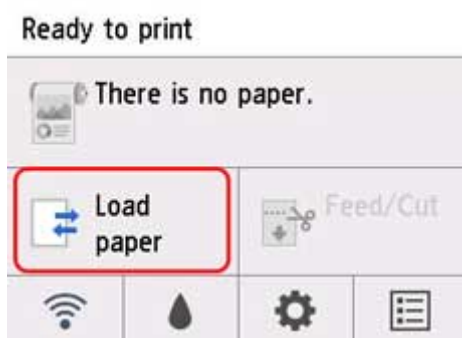 Ready to print
There is no paper.
Load
paper
Feed/Cut